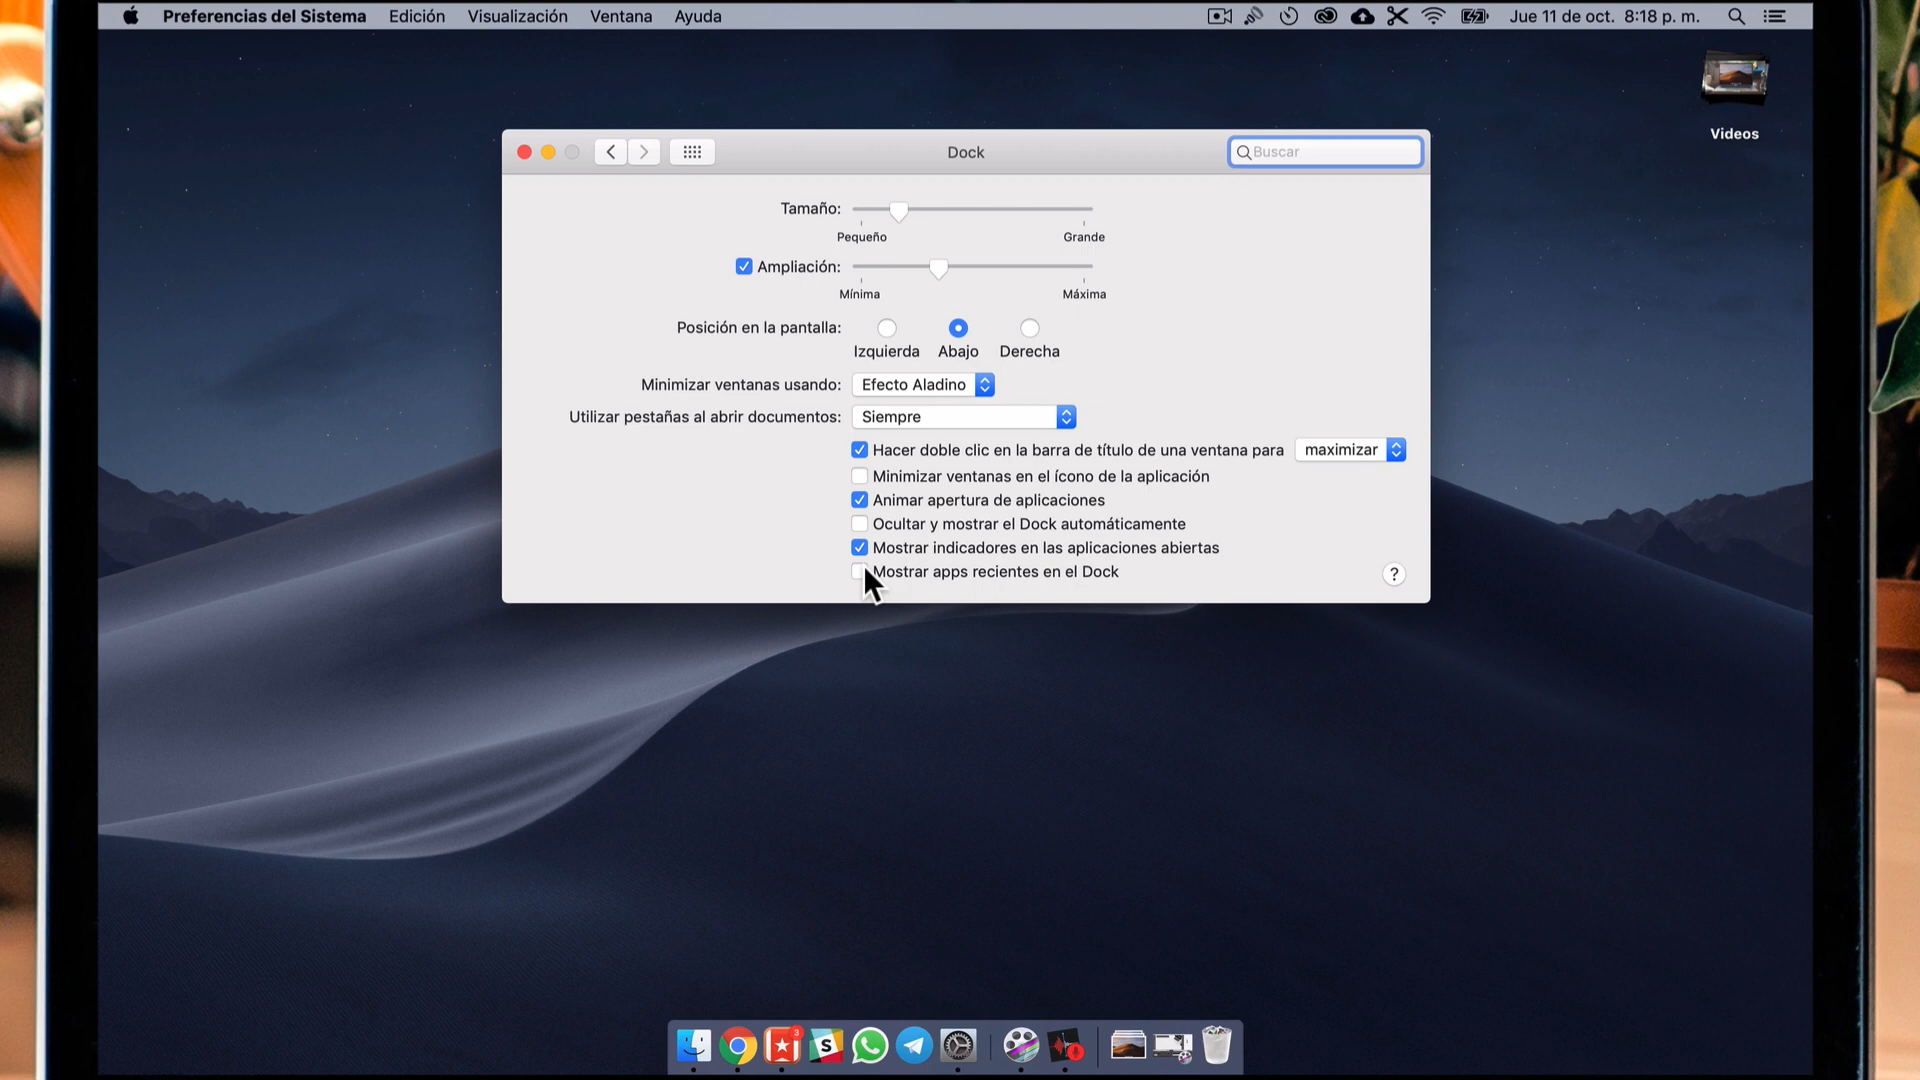 Preferencias del Sistema Edición Visualización Ventana Ayuda Jue 11 de oct. 8:18 p. m.
Videos
Dock
Buscar
Tamaño:
Pequeño Grande
Ampliación:
Mínima Máxima
Posición en la pantalla:
Izquierda Abajo Derecha
Minimizar ventanas usando: Efecto Aladino
Utilizar pestañas al abrir documentos: Siempre
Hacer doble clic en la barra de título de una ventana para maximizar
Minimizar ventanas en el ícono de la aplicación
Animar apertura de aplicaciones
Ocultar y mostrar el Dock automáticamente
Mostrar indicadores en las aplicaciones abiertas
Mostrar apps recientes en el Dock
?
3
S